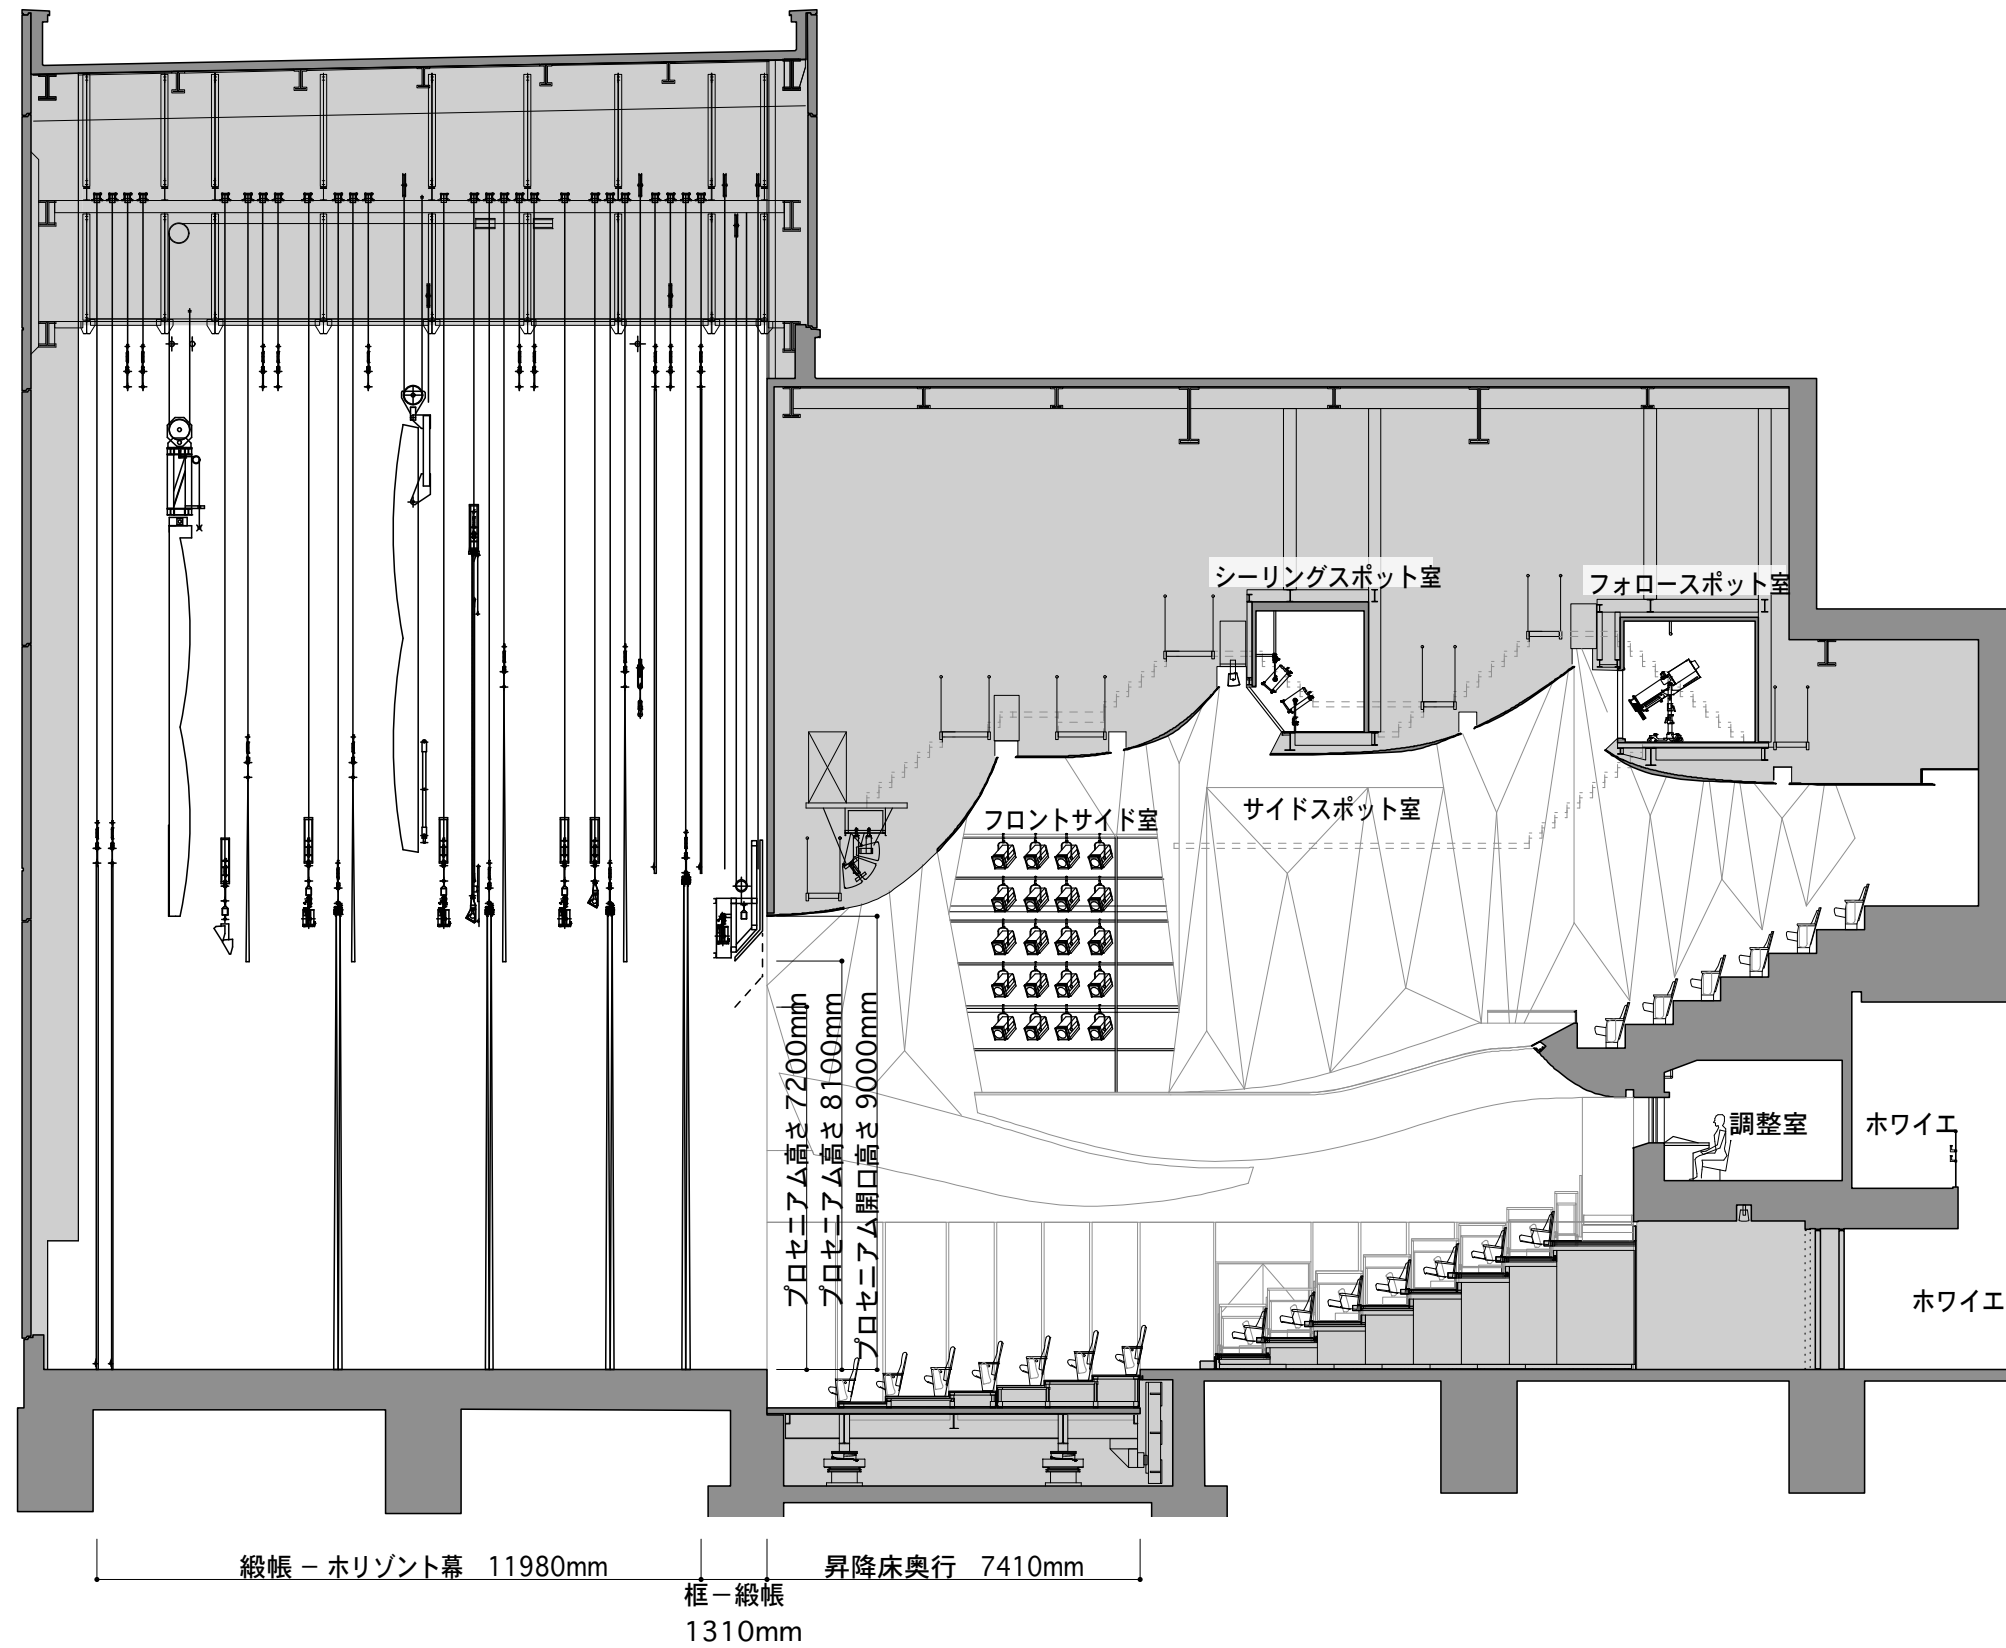 シーリングスポット室
フォロースポット室
フロントサイド室
サイドスポット室
プロセニアム高さ 7200mm
プロセニアム高さ 8100mm
プロセニアム開口高さ 9000mm
調整室
ホワイエ
ホワイエ
緞帳 − ホリゾント幕 11980mm
昇降床奥行 7410mm
框−緞帳
1310mm